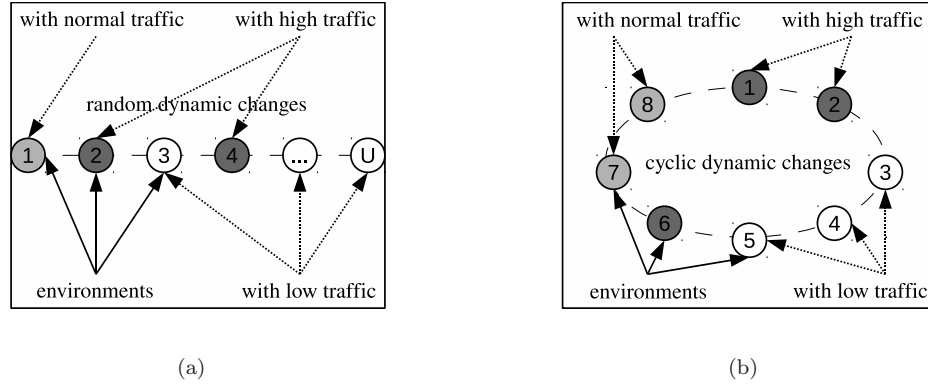 with normal traffic with high traffic
random dynamic changes
1 2 3 4 ... U
environments with low traffic
(a)
with normal traffic with high traffic
8 1 2
7 cyclic dynamic changes 3
6 5 4
environments with low traffic
(b)